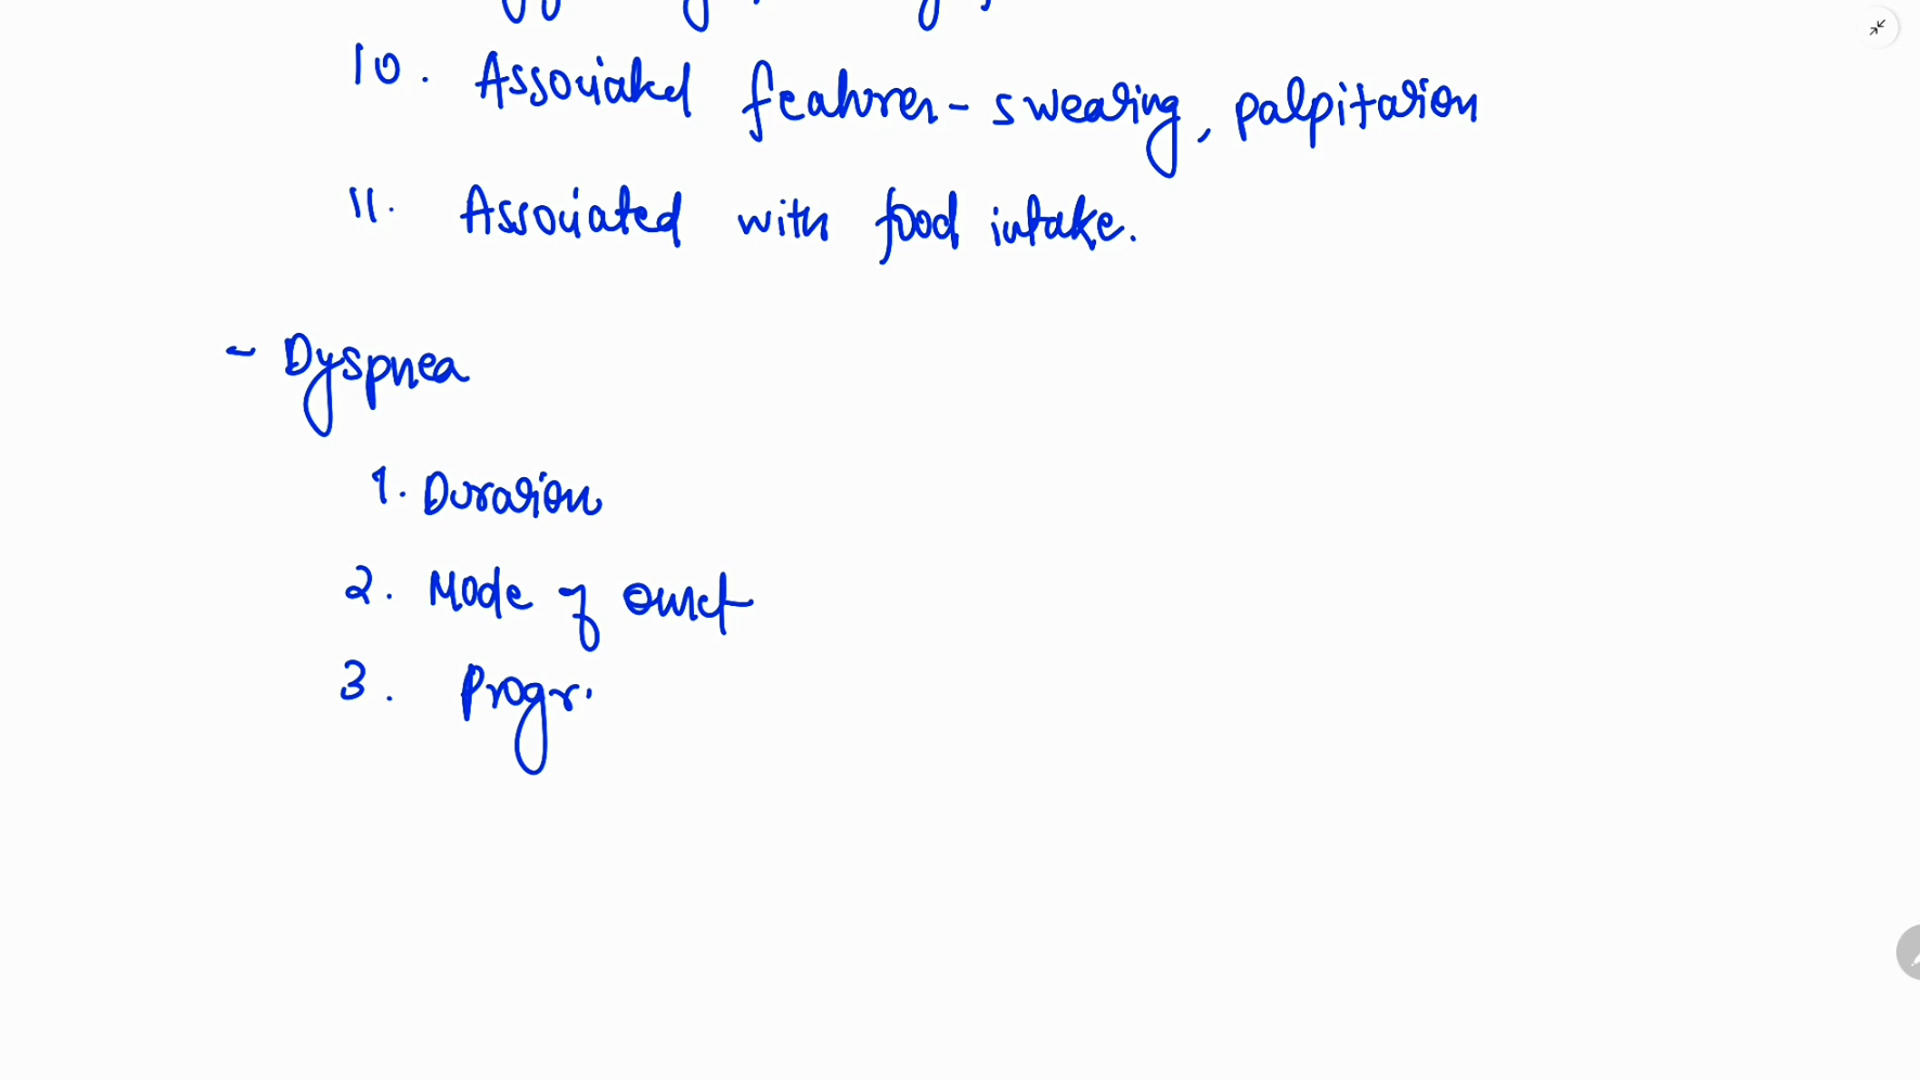 10. Associated features - sweating, palpitation
11. Associated with food intake.
- Dyspnea
1. Duration
2. Mode of onset
3. Progr